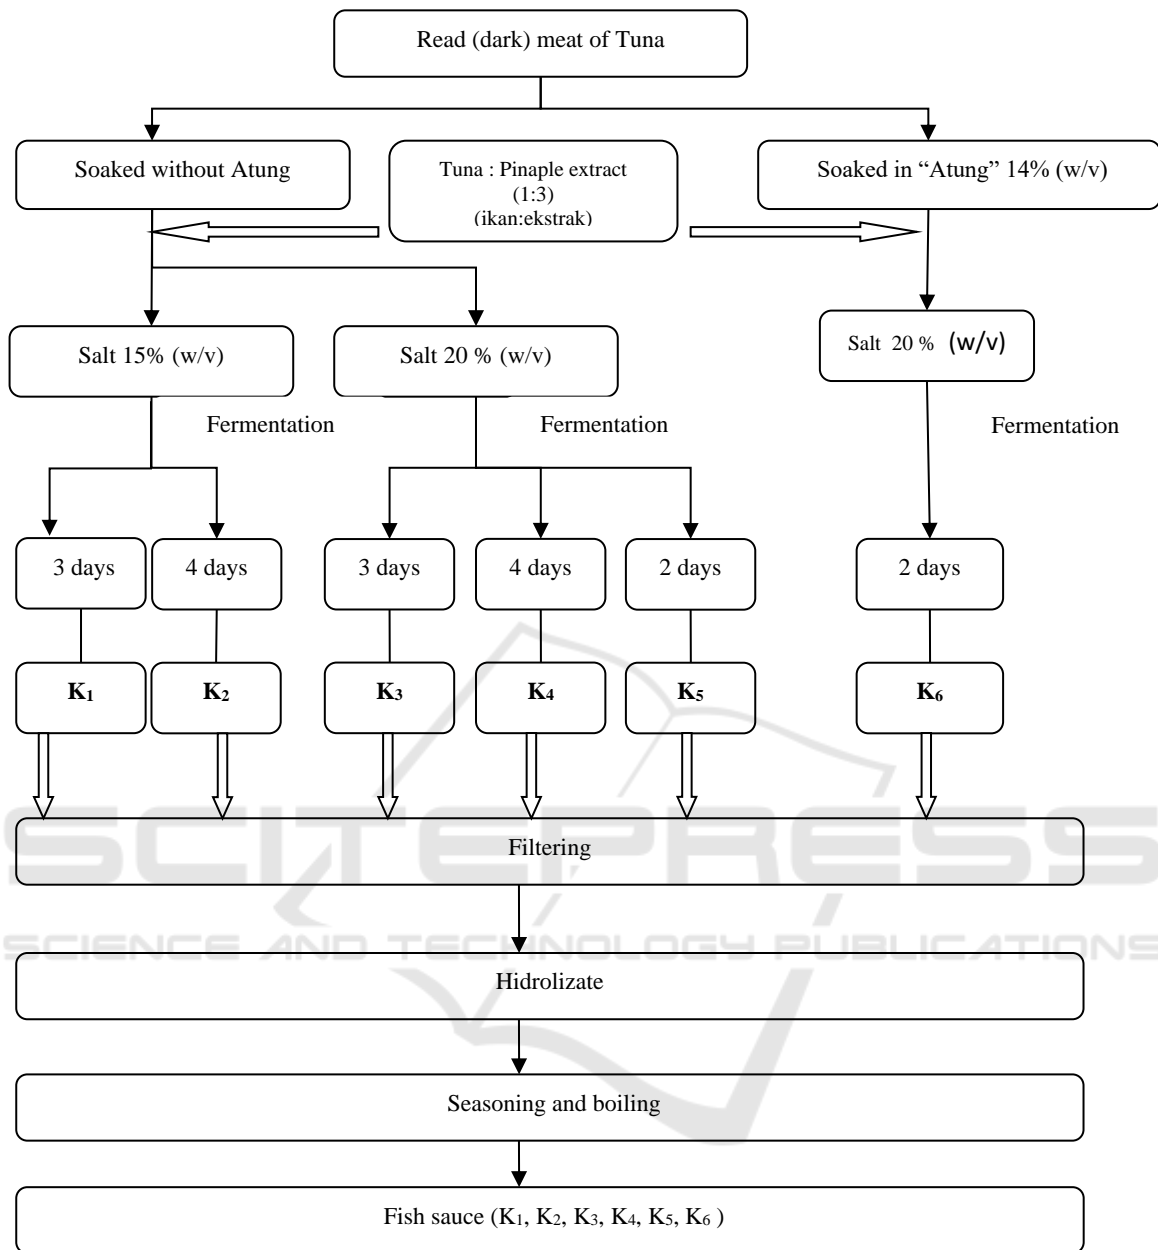 Read (dark) meat of Tuna
Soaked without Atung
Tuna : Pinaple extract
(1:3)
(ikan:ekstrak)
Soaked in “Atung” 14% (w/v)
Salt 15% (w/v)
Salt 20 % (w/v)
Salt 20 % (w/v)
Fermentation
Fermentation
Fermentation
3 days
4 days
3 days
4 days
2 days
2 days
K1
K2
K3
K4
K5
K6
Filtering
Hidrolizate
Seasoning and boiling
Fish sauce (K1, K2, K3, K4, K5, K6 )
SCITEPRESS
SCIENCE AND TECHNOLOGY PUBLICATIONS